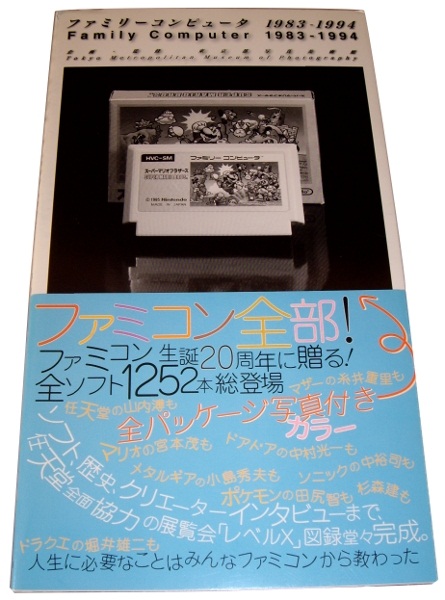 ファミリーコンピュータ 1983-1994
Family Computer 1983-1994
企画・監修 東京都写真美術館
Tokyo Metropolitan Museum of Photography
HVC-SM
ファミリー コンピュータ
スーパーマリオブラザーズ
ファミコン全部!
ファミコン生誕20周年に贈る!
全ソフト1252本総登場
マザーの糸井重里も
任天堂の山内溥も
全パッケージ写真付き
カラー
マリオの宮本茂も
ドアドアの中村光一も
メタルギアの小島秀夫も
ソニックの中裕司も
ポケモンの田尻智も
杉森建も
ソフト歴史、クリエーターインタビューまで、
任天堂全面協力の展覧会「レベルX」図録堂々完成。
ドラクエの堀井雄二も
人生に必要なことはみんなファミコンから教わった